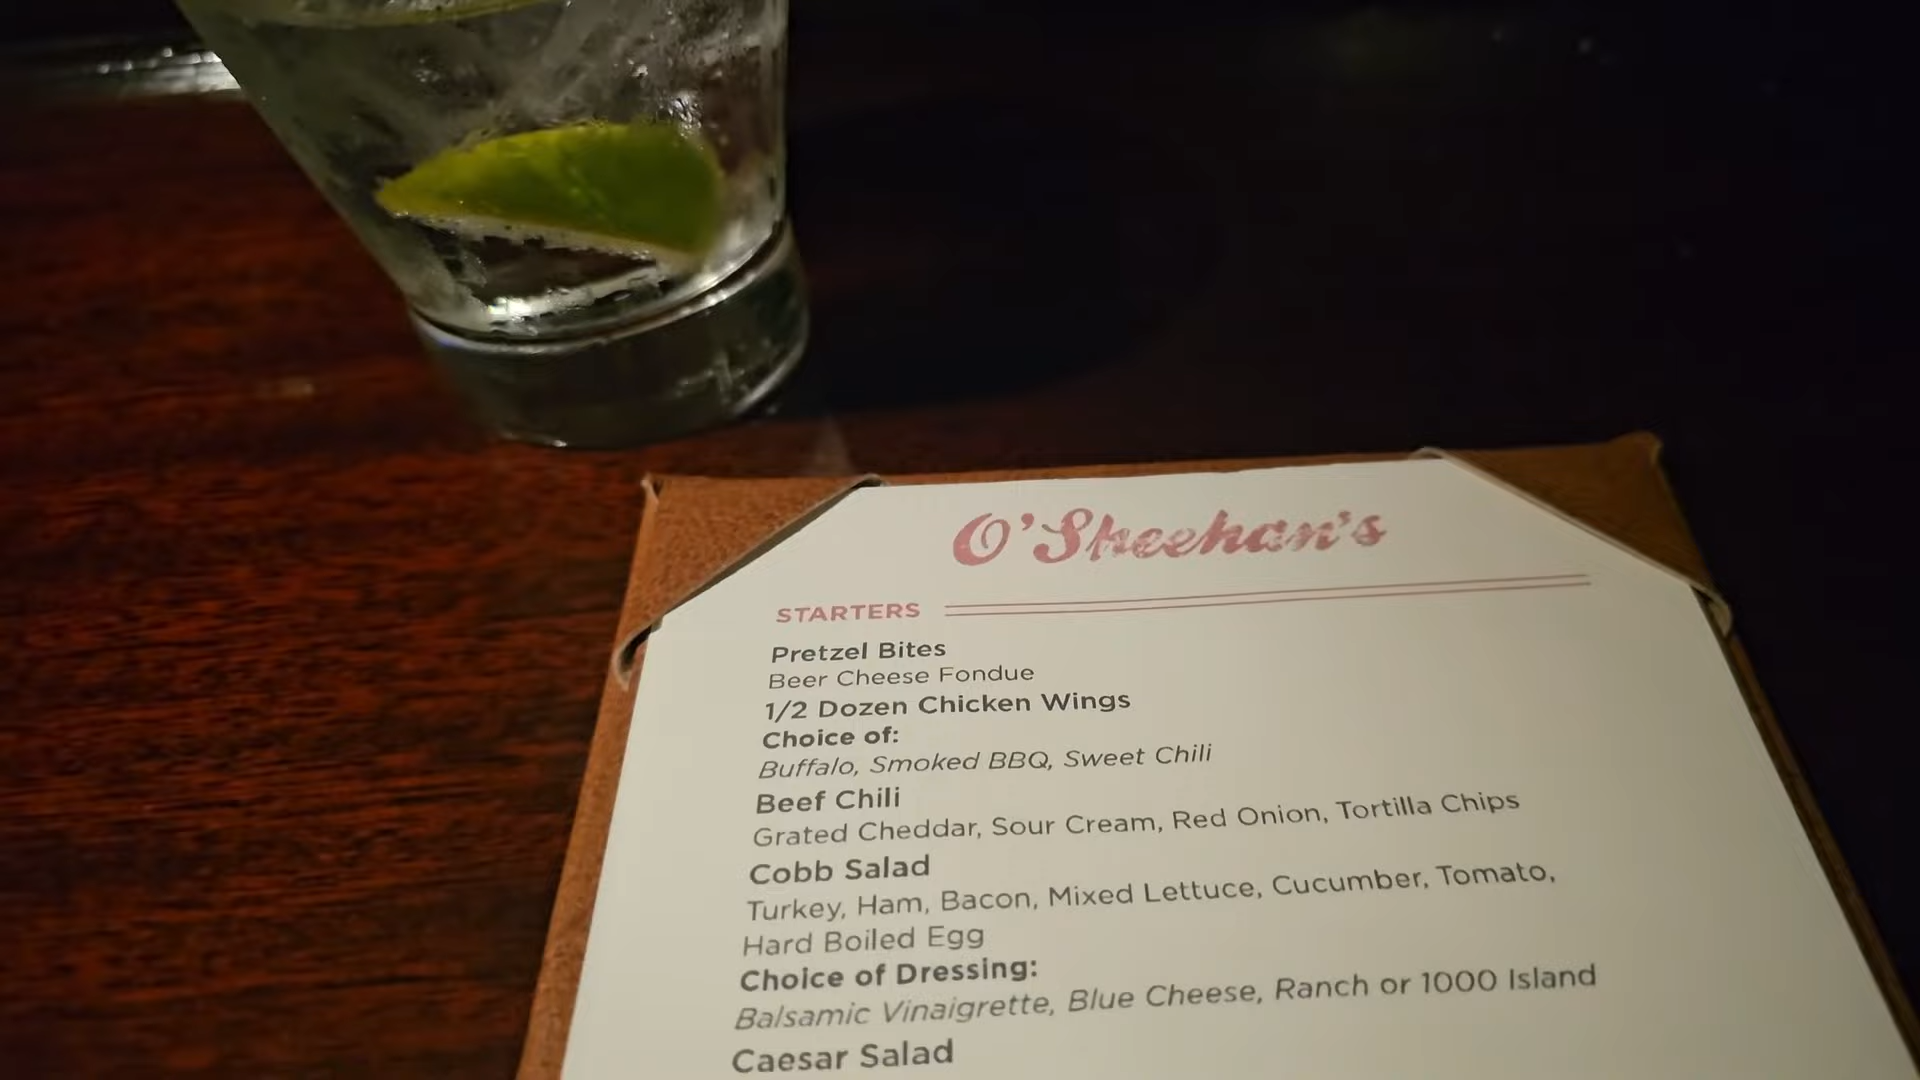 O'Sheehan's
STARTERS
Pretzel Bites
Beer Cheese Fondue
1/2 Dozen Chicken Wings
Choice of:
Buffalo, Smoked BBQ, Sweet Chili
Beef Chili
Grated Cheddar, Sour Cream, Red Onion, Tortilla Chips
Cobb Salad
Turkey, Ham, Bacon, Mixed Lettuce, Cucumber, Tomato,
Hard Boiled Egg
Choice of Dressing:
Balsamic Vinaigrette, Blue Cheese, Ranch or 1000 Island
Caesar Salad